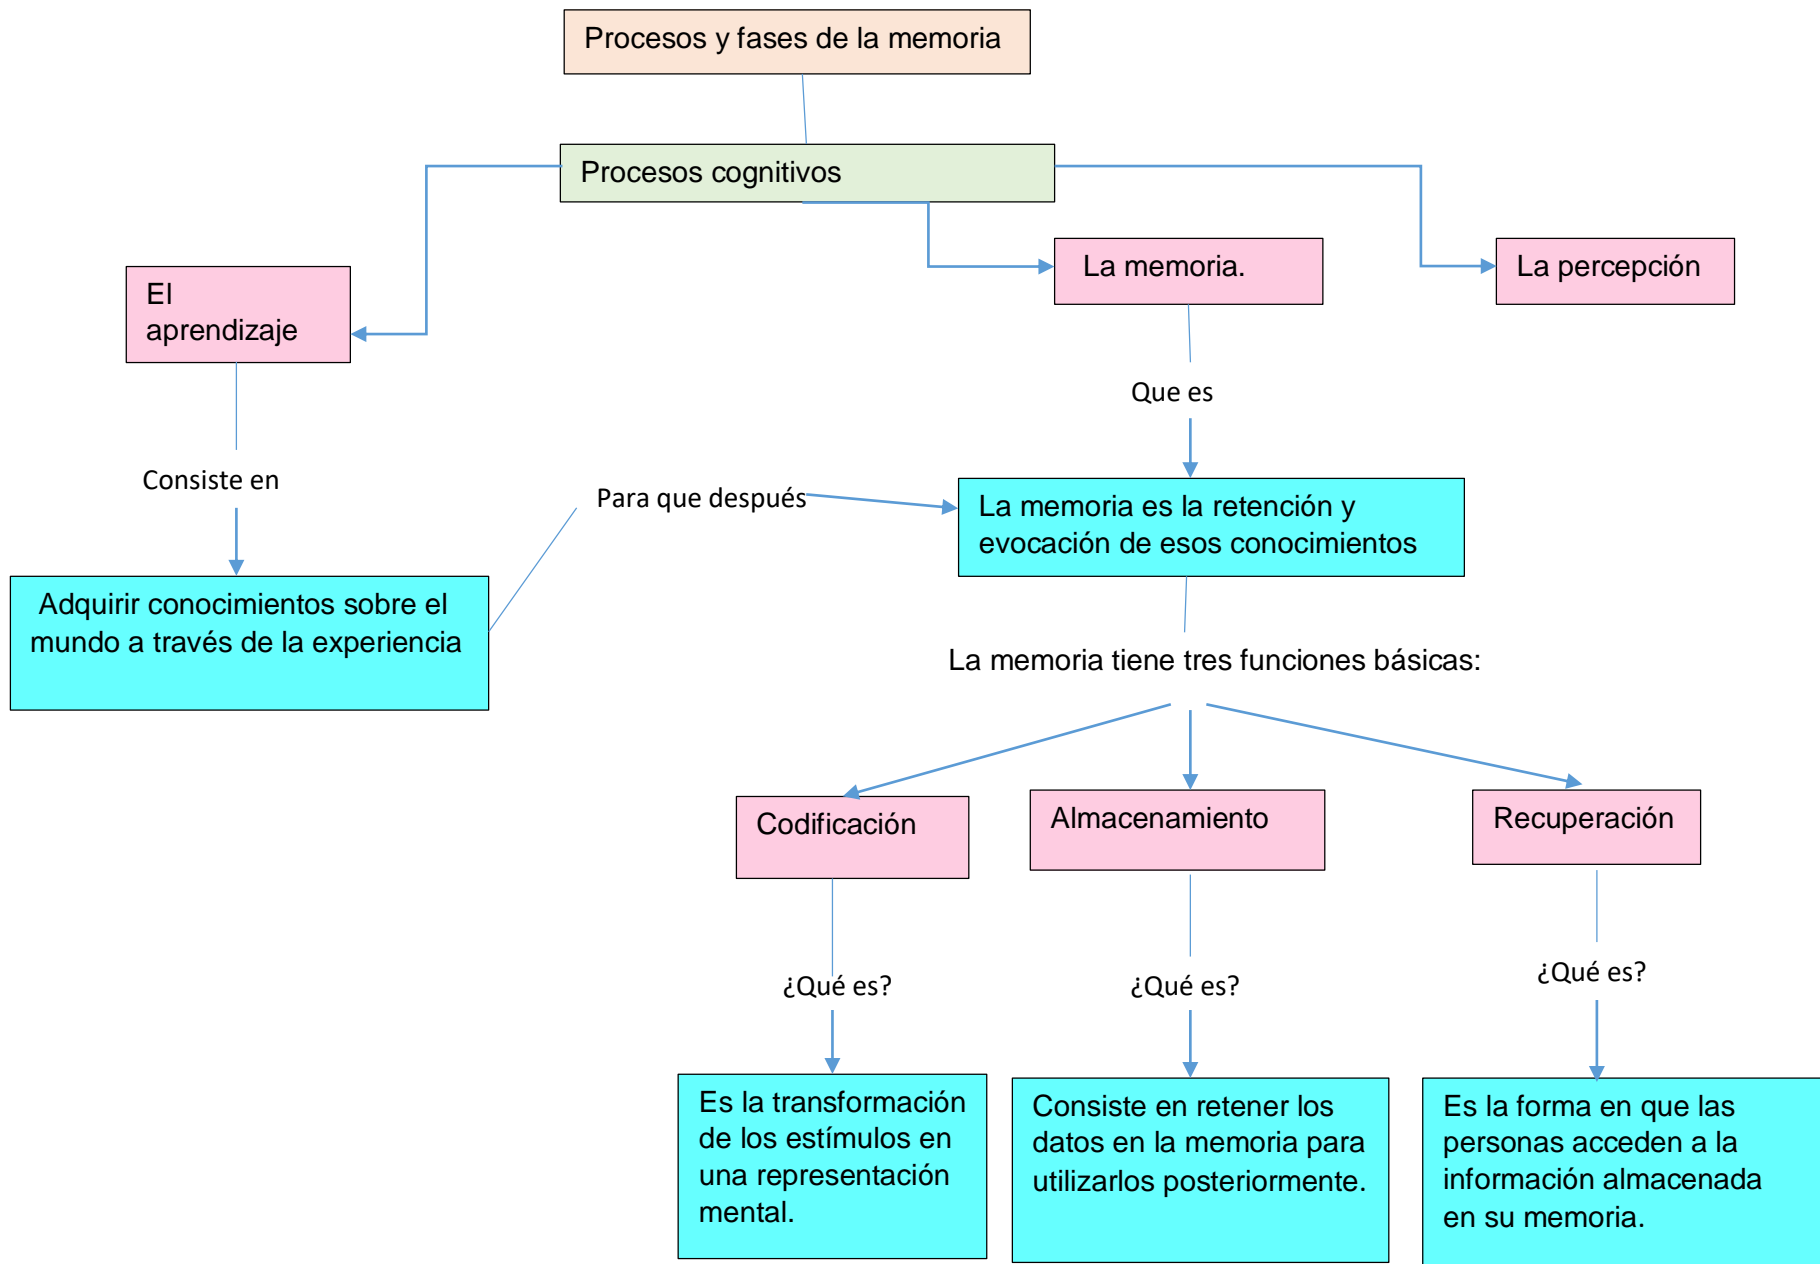 Procesos y fases de la memoria
Procesos cognitivos
El
aprendizaje
La memoria.
La percepción
Que es
Consiste en
Para que después
La memoria es la retención y
evocación de esos conocimientos
Adquirir conocimientos sobre el
mundo a través de la experiencia
La memoria tiene tres funciones básicas:
Codificación
Almacenamiento
Recuperación
¿Qué es?
¿Qué es?
¿Qué es?
Es la transformación
de los estímulos en
una representación
mental.
Consiste en retener los
datos en la memoria para
utilizarlos posteriormente.
Es la forma en que las
personas acceden a la
información almacenada
en su memoria.